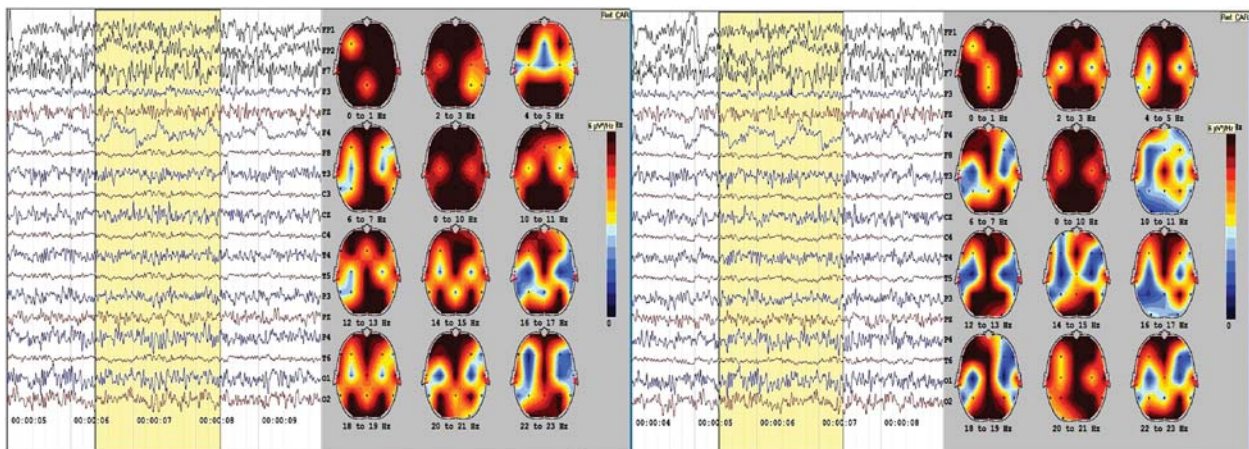 Ref: CAR
FP1
FP2
F7
F3
FZ
F4
F8
T3
C3
CZ
C4
T4
T5
P3
PZ
P4
T6
O1
O2
00:00:05 00:00:06 00:00:07 00:00:08 00:00:09
0 to 1 Hz 2 to 3 Hz 4 to 5 Hz
6 to 7 Hz 0 to 10 Hz 10 to 11 Hz
12 to 13 Hz 14 to 15 Hz 16 to 17 Hz
18 to 19 Hz 20 to 21 Hz 22 to 23 Hz
0
Ref: CAR
FP1
FP2
F7
F3
FZ
F4
F8
T3
C3
CZ
C4
T4
T5
P3
PZ
P4
T6
O1
O2
00:00:04 00:00:05 00:00:06 00:00:07 00:00:08
0 to 1 Hz 2 to 3 Hz 4 to 5 Hz
6 to 7 Hz 0 to 10 Hz 10 to 11 Hz
12 to 13 Hz 14 to 15 Hz 16 to 17 Hz
18 to 19 Hz 20 to 21 Hz 22 to 23 Hz
0